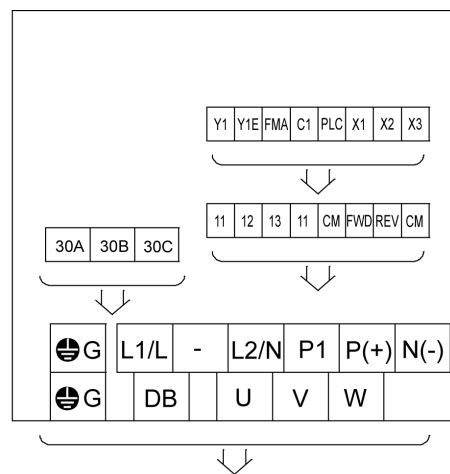 Y1 Y1E FMA C1 PLC X1 X2 X3
11 12 13 11 CM FWD REV CM
30A 30B 30C
G L1/L - L2/N P1 P(+) N(-)
G DB U V W